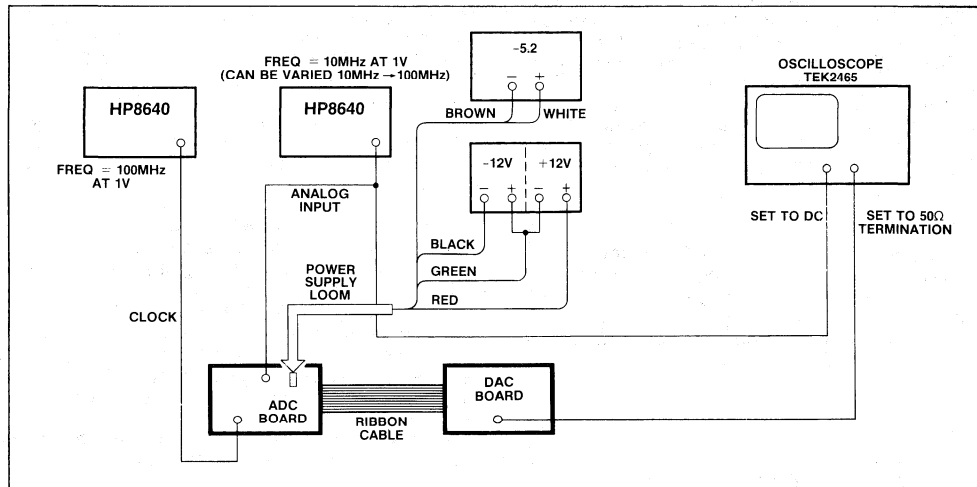 FREQ = 10MHz AT 1V
(CAN BE VARIED 10MHz → 100MHz)
HP8640
HP8640
FREQ = 100MHz
AT 1V
−5.2
− +
BROWN
WHITE
−12V
+12V
− + − +
OSCILLOSCOPE
TEK2465
ANALOG
INPUT
SET TO DC
SET TO 50Ω
TERMINATION
BLACK
GREEN
RED
POWER
SUPPLY
LOOM
CLOCK
ADC
BOARD
RIBBON
CABLE
DAC
BOARD